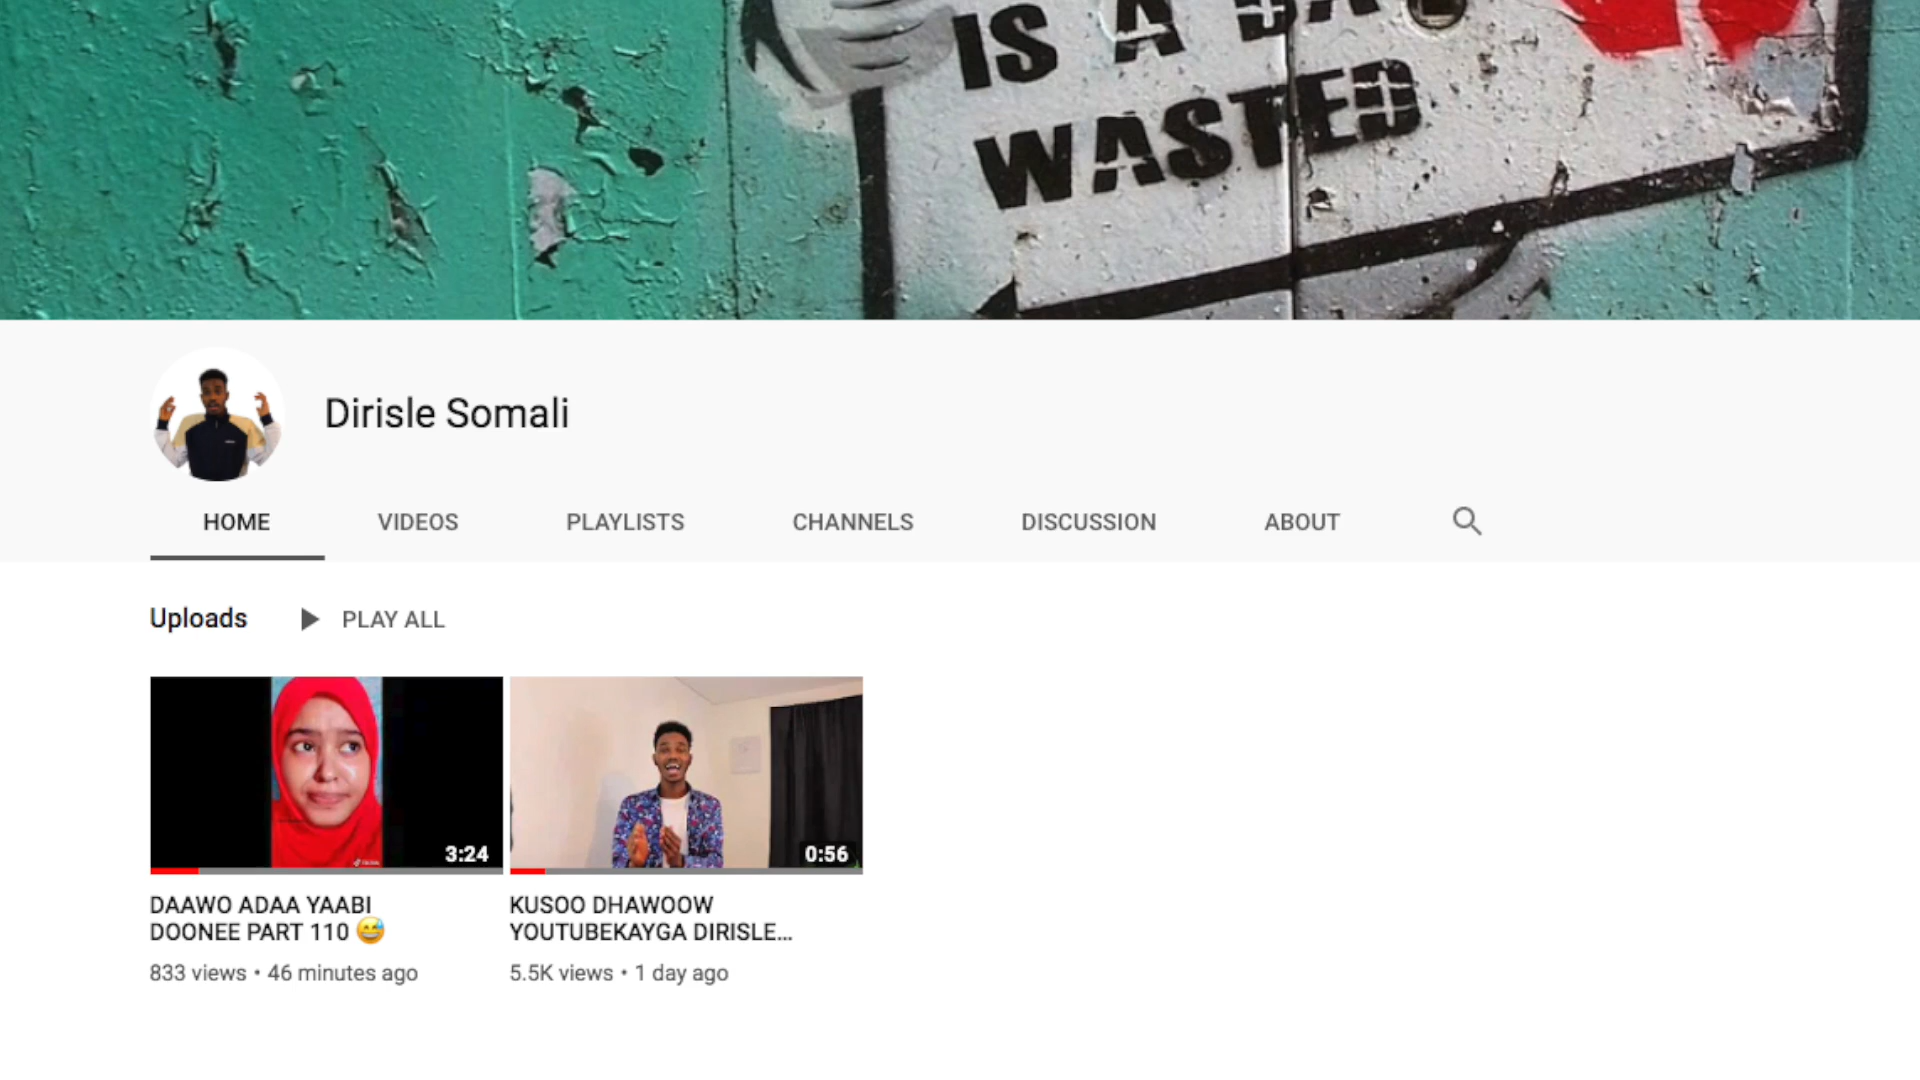 IS A DA
WASTED
Dirisle Somali
HOME VIDEOS PLAYLISTS CHANNELS DISCUSSION ABOUT
Uploads PLAY ALL
3:24
0:56
DAAWO ADAA YAABI
DOONEE PART 110 😅
833 views • 46 minutes ago
KUSOO DHAWOOW
YOUTUBEKAYGA DIRISLE...
5.5K views • 1 day ago